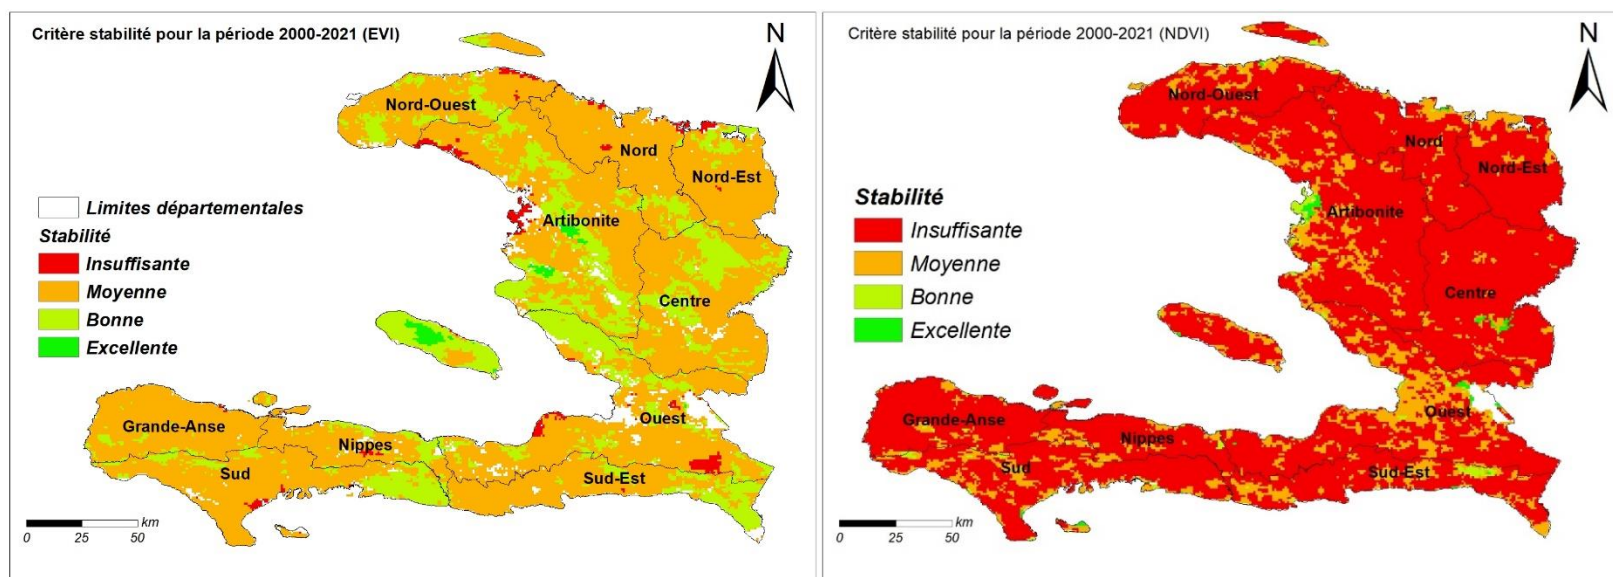 Critère stabilité pour la période 2000-2021 (EVI)
N
Nord-Ouest
Nord
Nord-Est
Limites départementales
Stabilité
Artibonite
Insuffisante
Moyenne
Bonne
Centre
Excellente
Ouest
Grande-Anse
Nippes
Sud
Sud-Est
km
0 25 50
Critère stabilité pour la période 2000-2021 (NDVI)
N
Nord-Ouest
Nord
Nord-Est
Stabilité
Artibonite
Insuffisante
Moyenne
Bonne
Centre
Excellente
Ouest
Grande-Anse
Nippes
Sud
Sud-Est
km
0 25 50